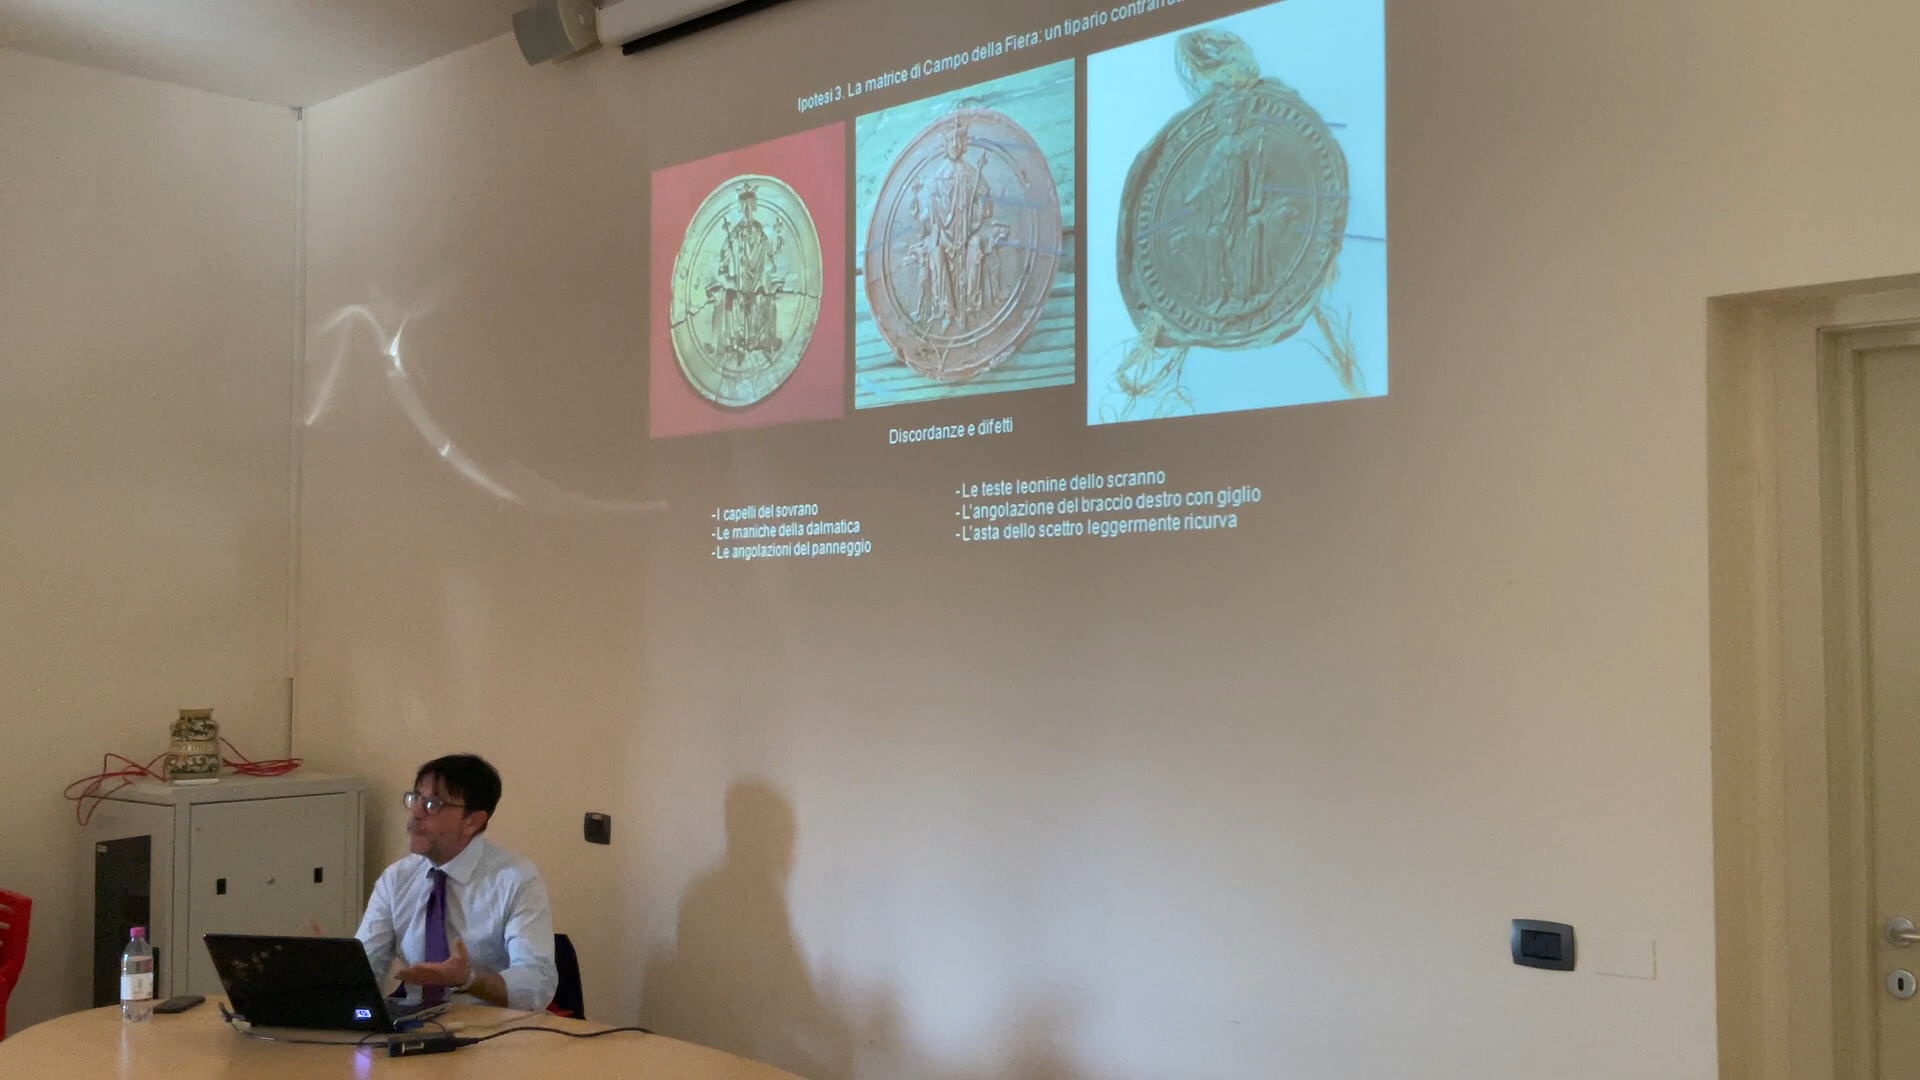 Ipotesi 3. La matrice di Campo della Fiera: un tipario
Discordanze e difetti
-I capelli del sovrano
-Le maniche della dalmatica
-Le angolazioni del panneggio
-Le teste leonine dello scranno
-L'angolazione del braccio destro con giglio
-L'asta dello scettro leggermente ricurva